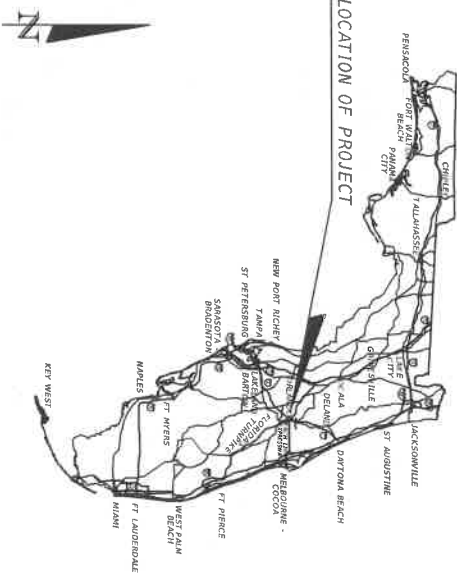 LOCATION OF PROJECT
PENSACOLA
FORT WALTON
BEACH
PANAMA
CITY
CHIPLEY
TALLAHASSEE
LAKE
CITY
JACKSONVILLE
GAINESVILLE
ST AUGUSTINE
OCALA
DELAND
DAYTONA BEACH
NEW PORT RICHEY
TAMPA
ST PETERSBURG
LAKELAND
BARTOW
SARASOTA -
BRADENTON
FLORIDA
TURNPIKE
MELBOURNE -
COCOA
FT PIERCE
WEST PALM
BEACH
FT MYERS
NAPLES
FT LAUDERDALE
MIAMI
KEY WEST
N